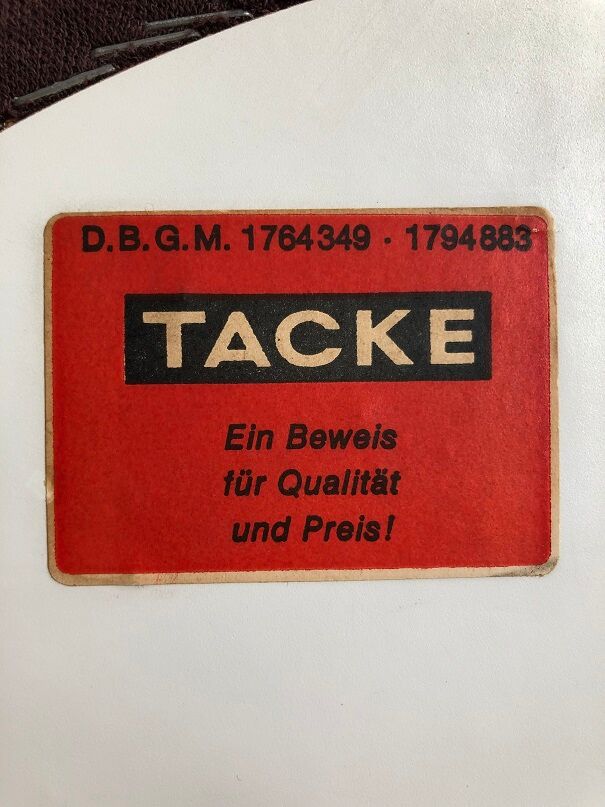 D.B.G.M. 1764349 · 1794883
TACKE
Ein Beweis
für Qualität
und Preis!